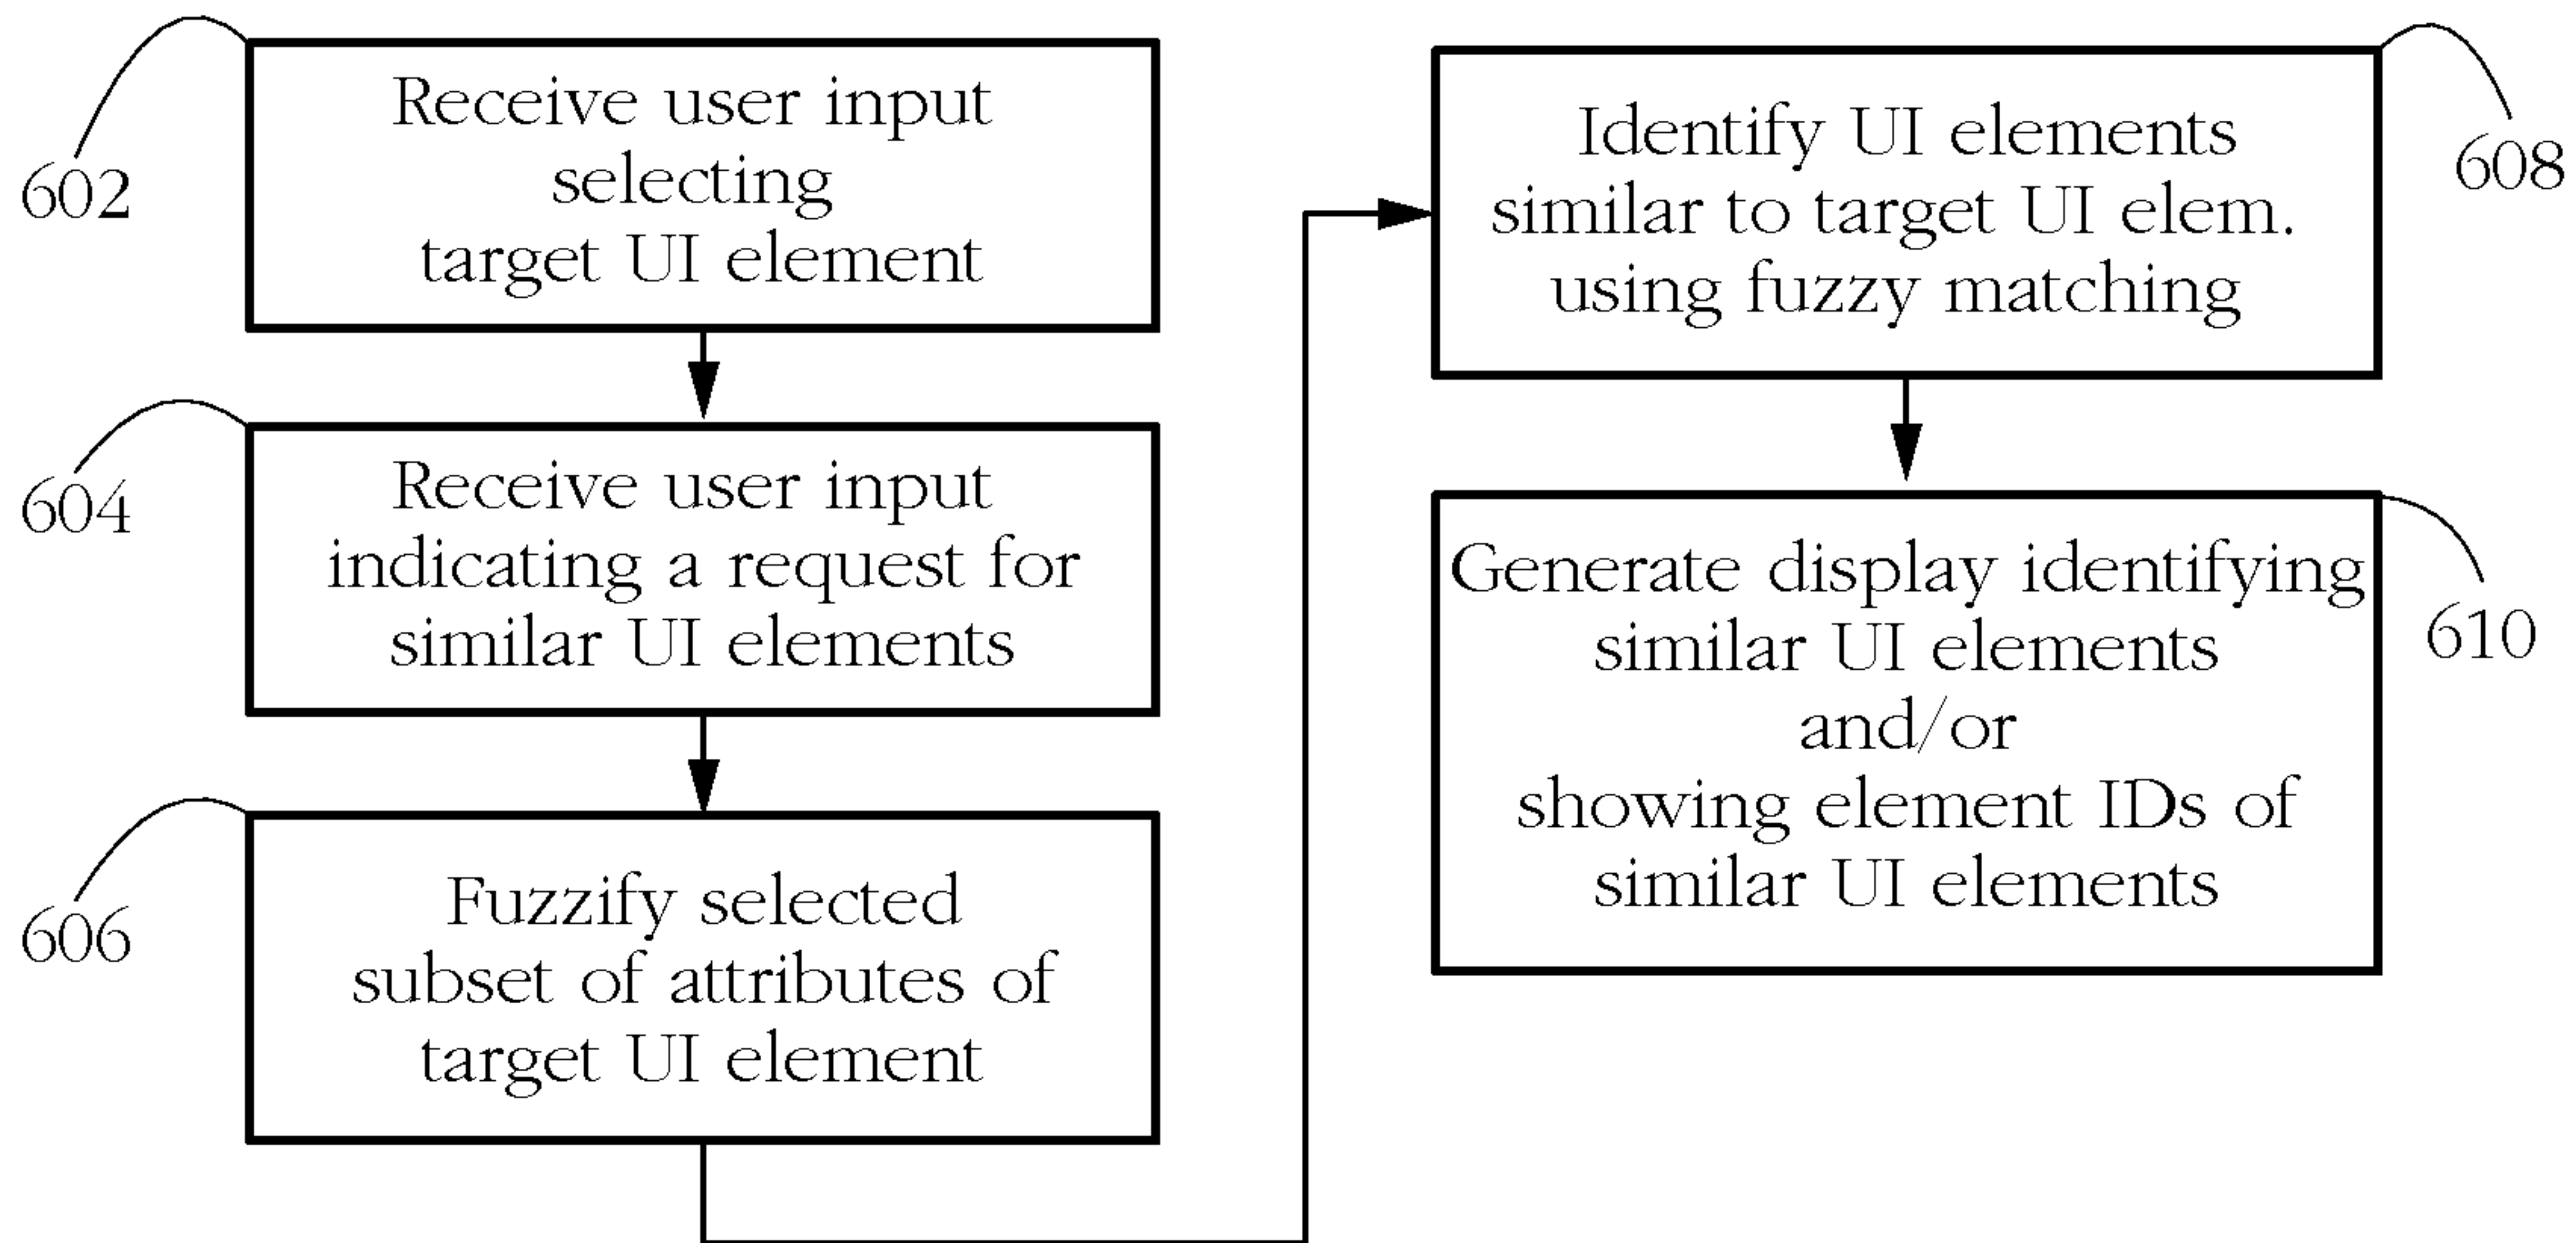 602
Receive user input
selecting
target UI element
604
Receive user input
indicating a request for
similar UI elements
606
Fuzzify selected
subset of attributes of
target UI element
608
Identify UI elements
similar to target UI elem.
using fuzzy matching
610
Generate display identifying
similar UI elements
and/or
showing element IDs of
similar UI elements